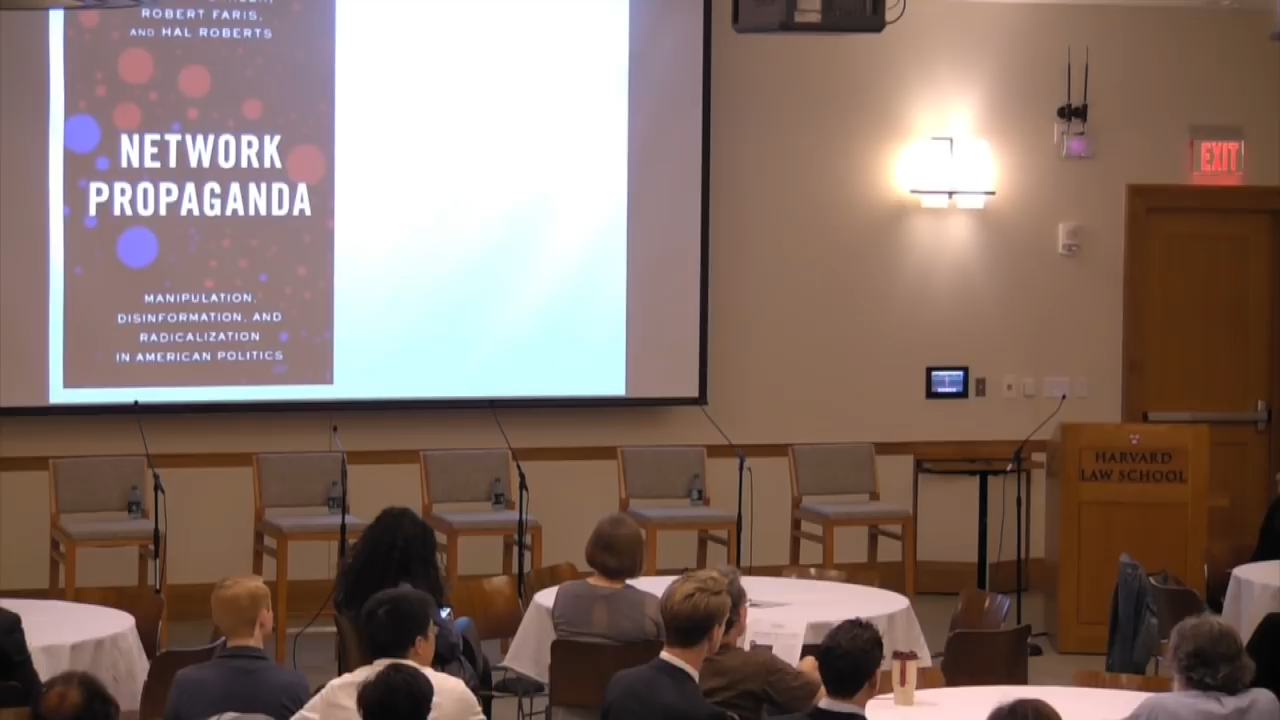 ROBERT FARIS,
AND HAL ROBERTS
NETWORK
PROPAGANDA
MANIPULATION,
DISINFORMATION, AND
RADICALIZATION
IN AMERICAN POLITICS
EXIT
HARVARD
LAW SCHOOL